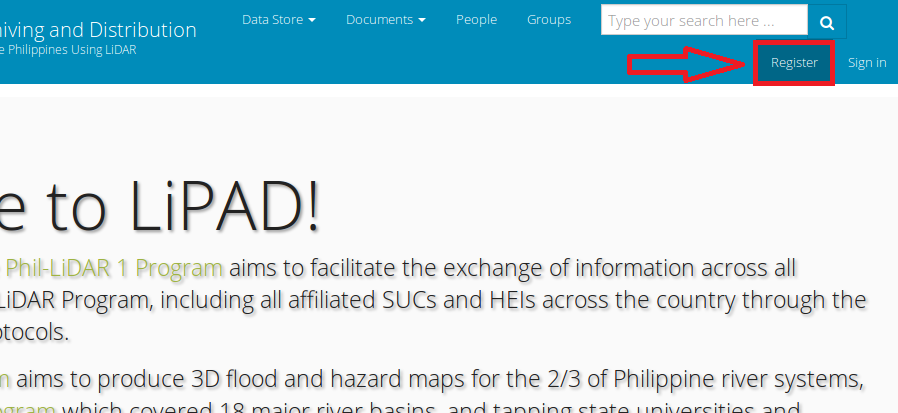 Data Store Documents People Groups Type your search here ...
iving and Distribution
e Philippines Using LiDAR
Register Sign in
e to LiPAD!
Phil-LiDAR 1 Program aims to facilitate the exchange of information across all
LiDAR Program, including all affiliated SUCs and HEIs across the country through the
otocols.
m aims to produce 3D flood and hazard maps for the 2/3 of Philippine river systems,
ogram which covered 18 major river basins, and tapping state universities and